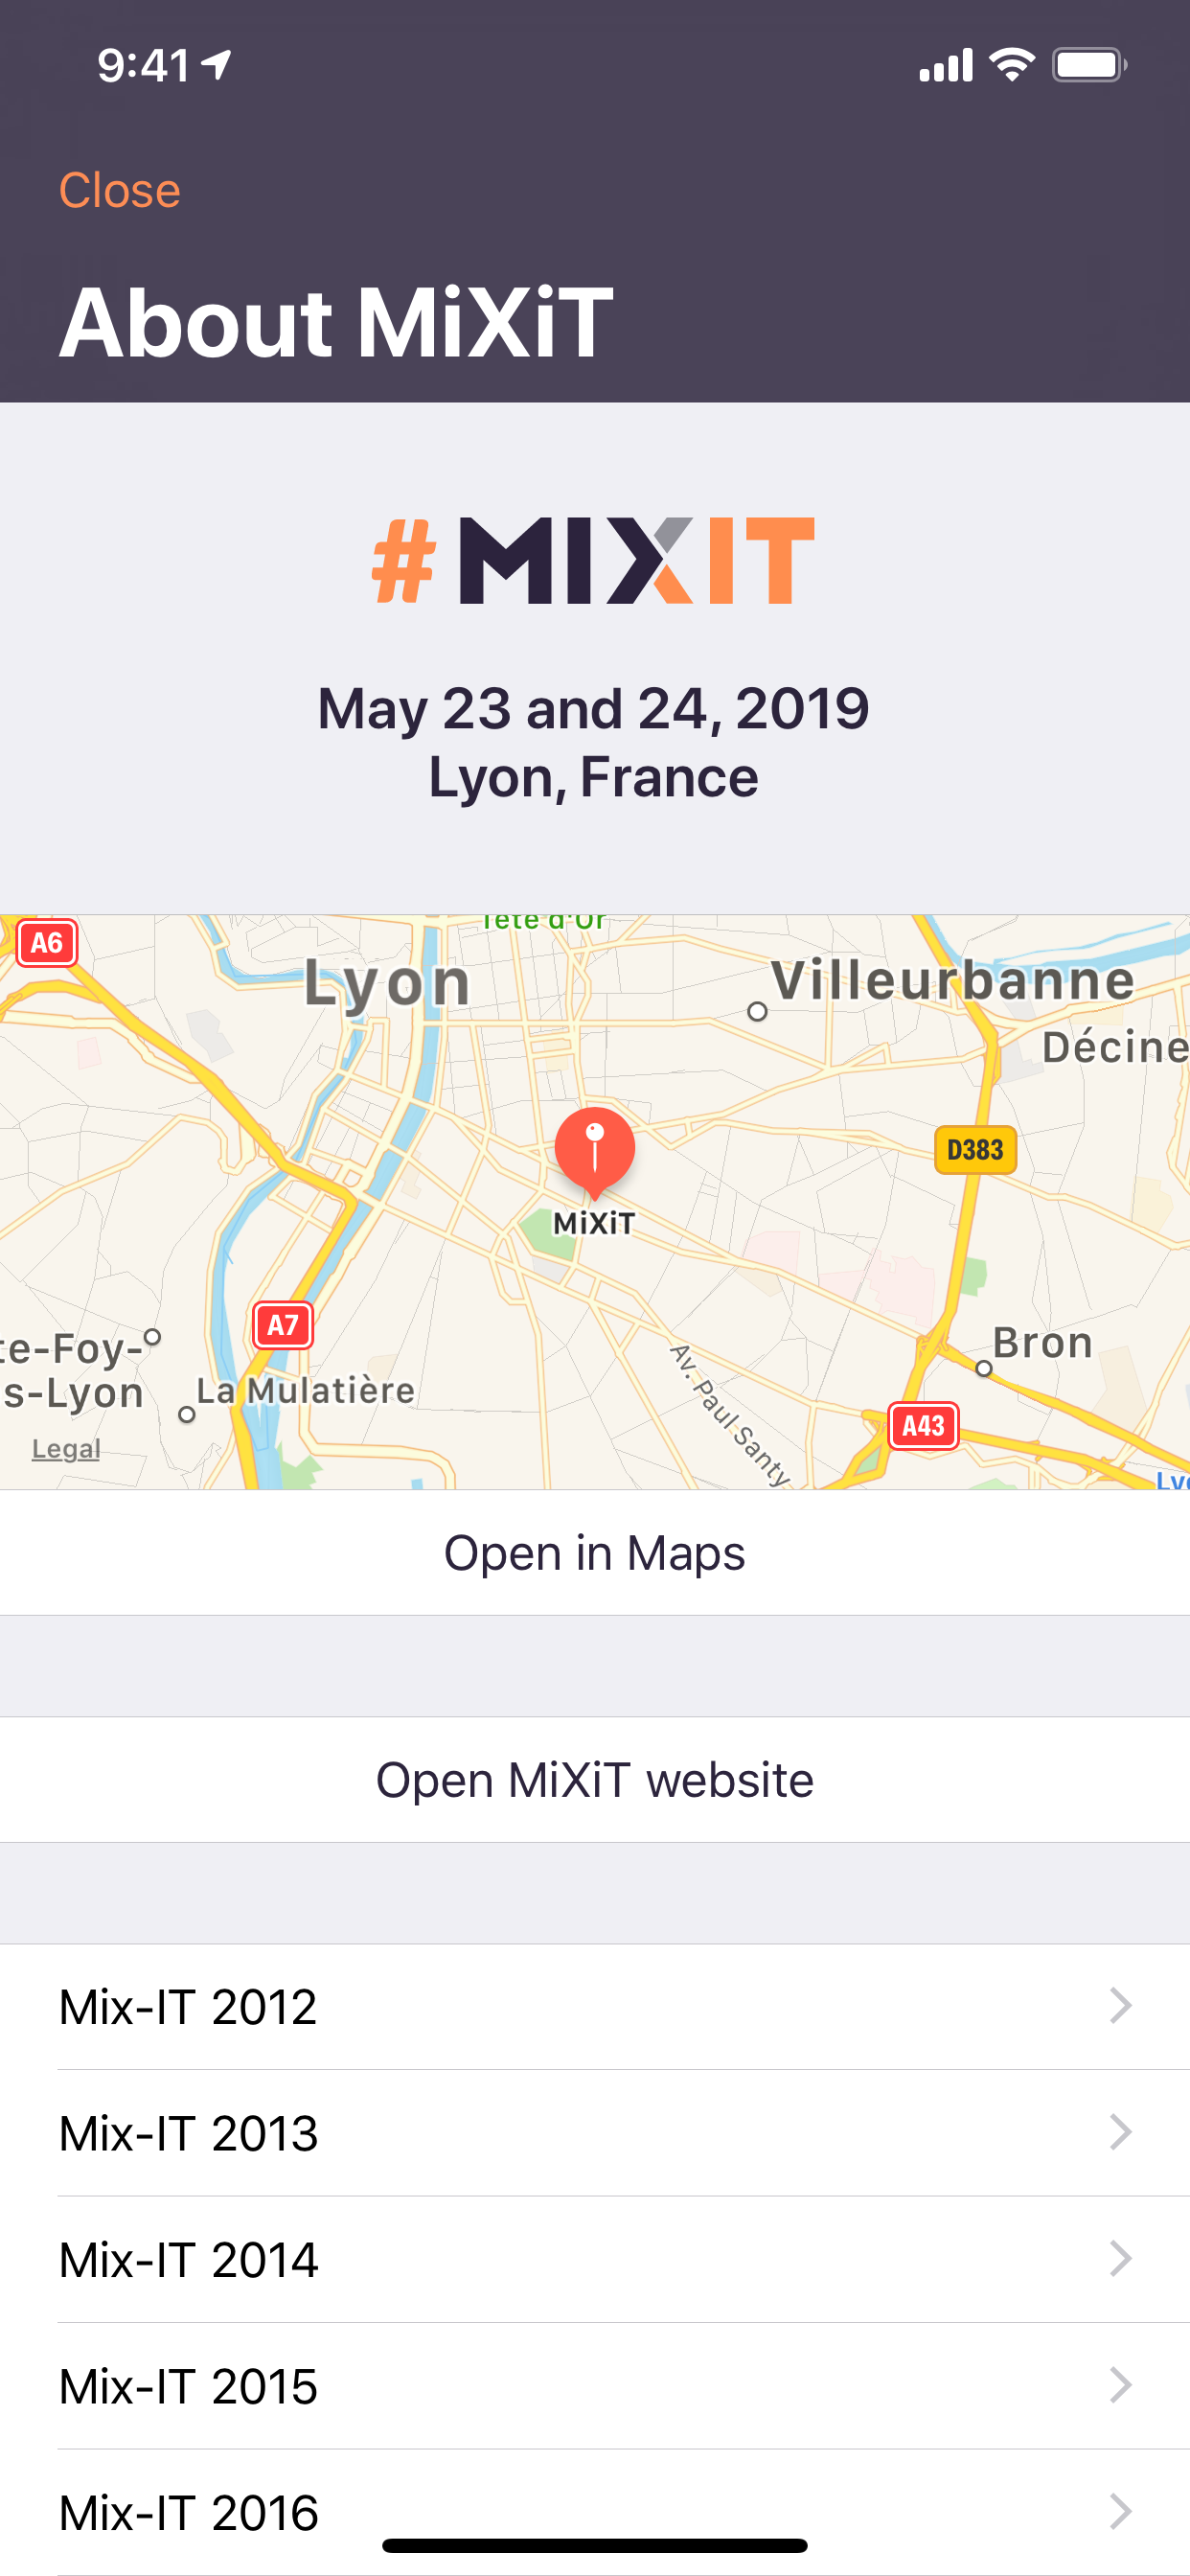 9:41
Close
About MiXiT
#MIXIT
May 23 and 24, 2019
Lyon, France
Tête d'Or
A6
Lyon
Villeurbanne
Décine
D383
MiXiT
A7
te-Foy-
s-Lyon
La Mulatière
Bron
Av. Paul Santy
A43
Legal
Ly
Open in Maps
Open MiXiT website
Mix-IT 2012
Mix-IT 2013
Mix-IT 2014
Mix-IT 2015
Mix-IT 2016